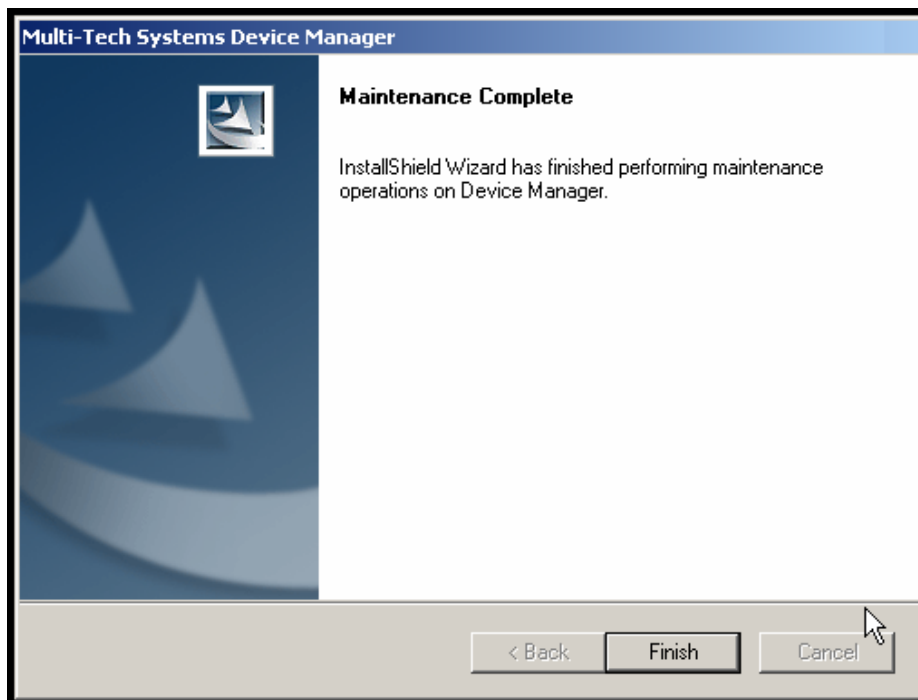 Multi-Tech Systems Device Manager
Maintenance Complete
InstallShield Wizard has finished performing maintenance
operations on Device Manager.
< Back
Finish
Cancel